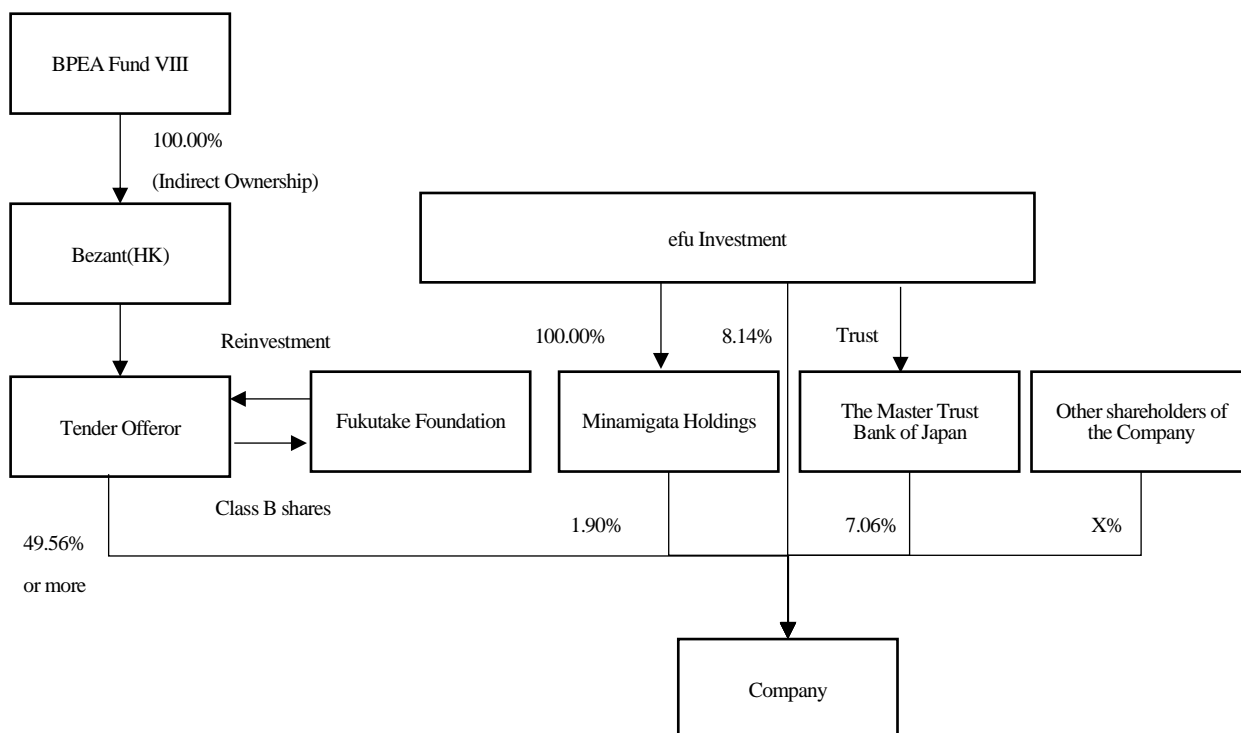 BPEA Fund VIII
100.00%
(Indirect Ownership)
efu Investment
Bezant(HK)
Reinvestment
100.00%
8.14%
Trust
Tender Offeror
Fukutake Foundation
Minamigata Holdings
The Master Trust
Bank of Japan
Other shareholders of
the Company
Class B shares
49.56%
or more
1.90%
7.06%
X%
Company